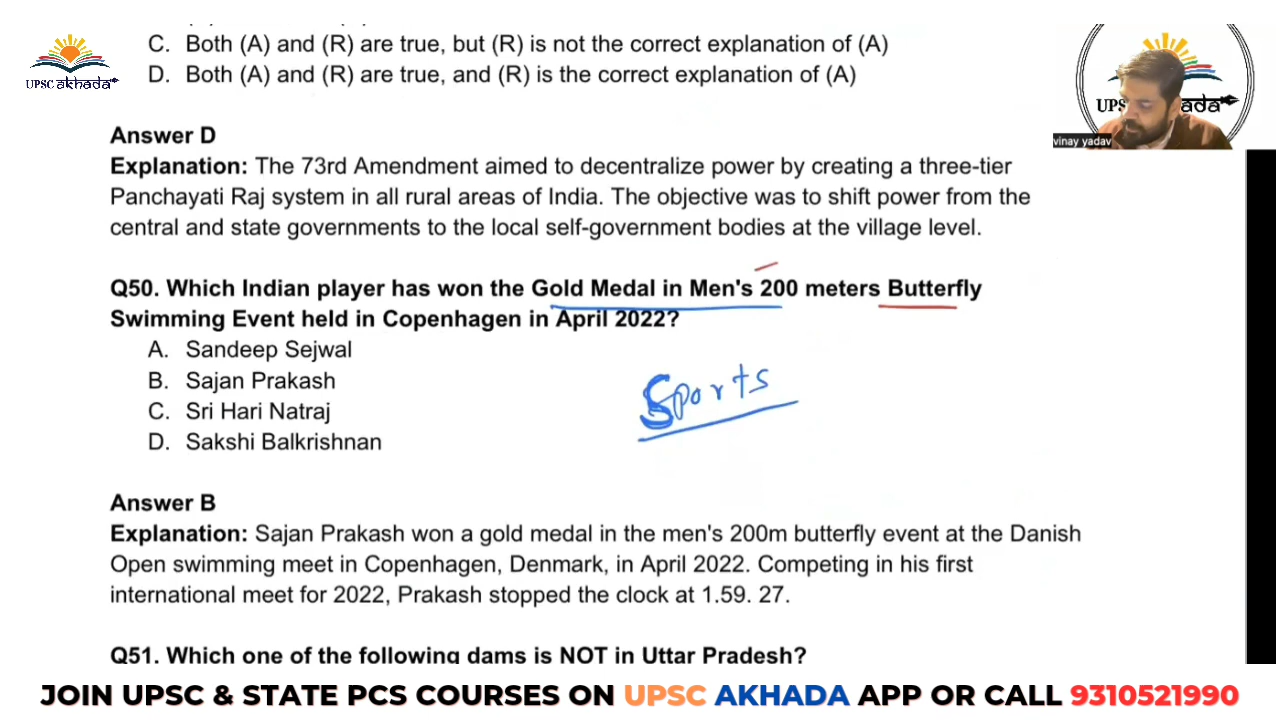 C. Both (A) and (R) are true, but (R) is not the correct explanation of (A)
D. Both (A) and (R) are true, and (R) is the correct explanation of (A)
UPSC akhada
UPS ada
vinay yadav
Answer D
Explanation: The 73rd Amendment aimed to decentralize power by creating a three-tier
Panchayati Raj system in all rural areas of India. The objective was to shift power from the
central and state governments to the local self-government bodies at the village level.
Q50. Which Indian player has won the Gold Medal in Men's 200 meters Butterfly
Swimming Event held in Copenhagen in April 2022?
A. Sandeep Sejwal
B. Sajan Prakash
C. Sri Hari Natraj
D. Sakshi Balkrishnan
Sports
Answer B
Explanation: Sajan Prakash won a gold medal in the men's 200m butterfly event at the Danish
Open swimming meet in Copenhagen, Denmark, in April 2022. Competing in his first
international meet for 2022, Prakash stopped the clock at 1.59. 27.
Q51. Which one of the following dams is NOT in Uttar Pradesh?
JOIN UPSC & STATE PCS COURSES ON UPSC AKHADA APP OR CALL 9310521990